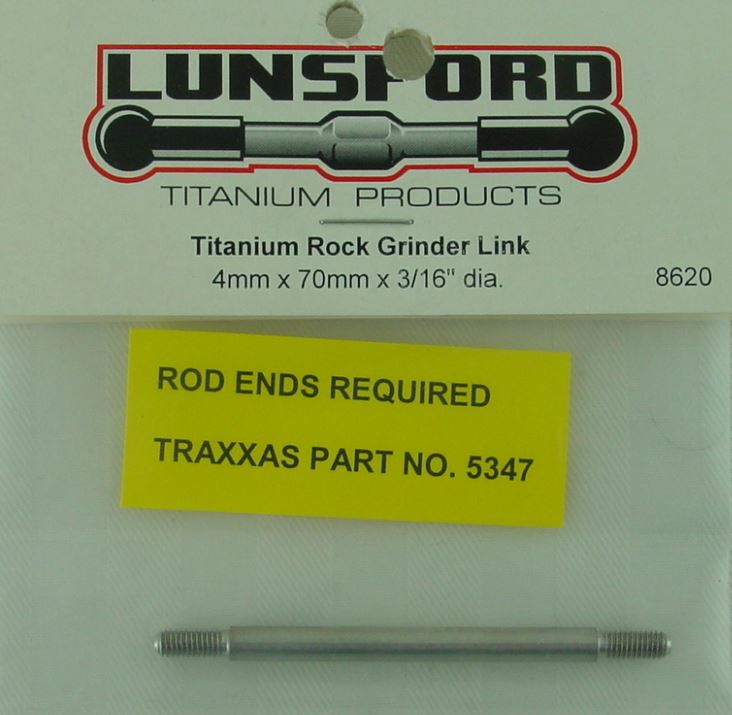 LUNSFORD
TITANIUM PRODUCTS
Titanium Rock Grinder Link
4mm x 70mm x 3/16" dia.
8620
ROD ENDS REQUIRED
TRAXXAS PART NO. 5347